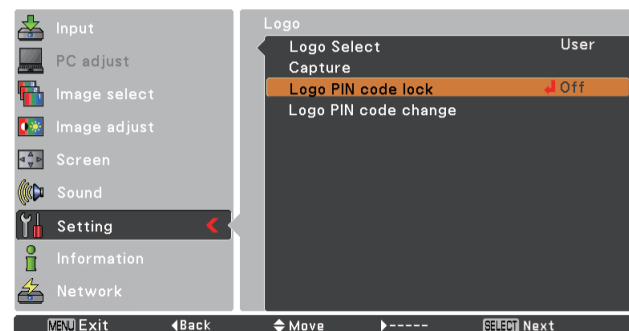 Input
PC adjust
Image select
Image adjust
Screen
Sound
Setting
Information
Network
Logo
Logo Select User
Capture
Logo PIN code lock Off
Logo PIN code change
MENU Exit Back Move ----- SELECT Next